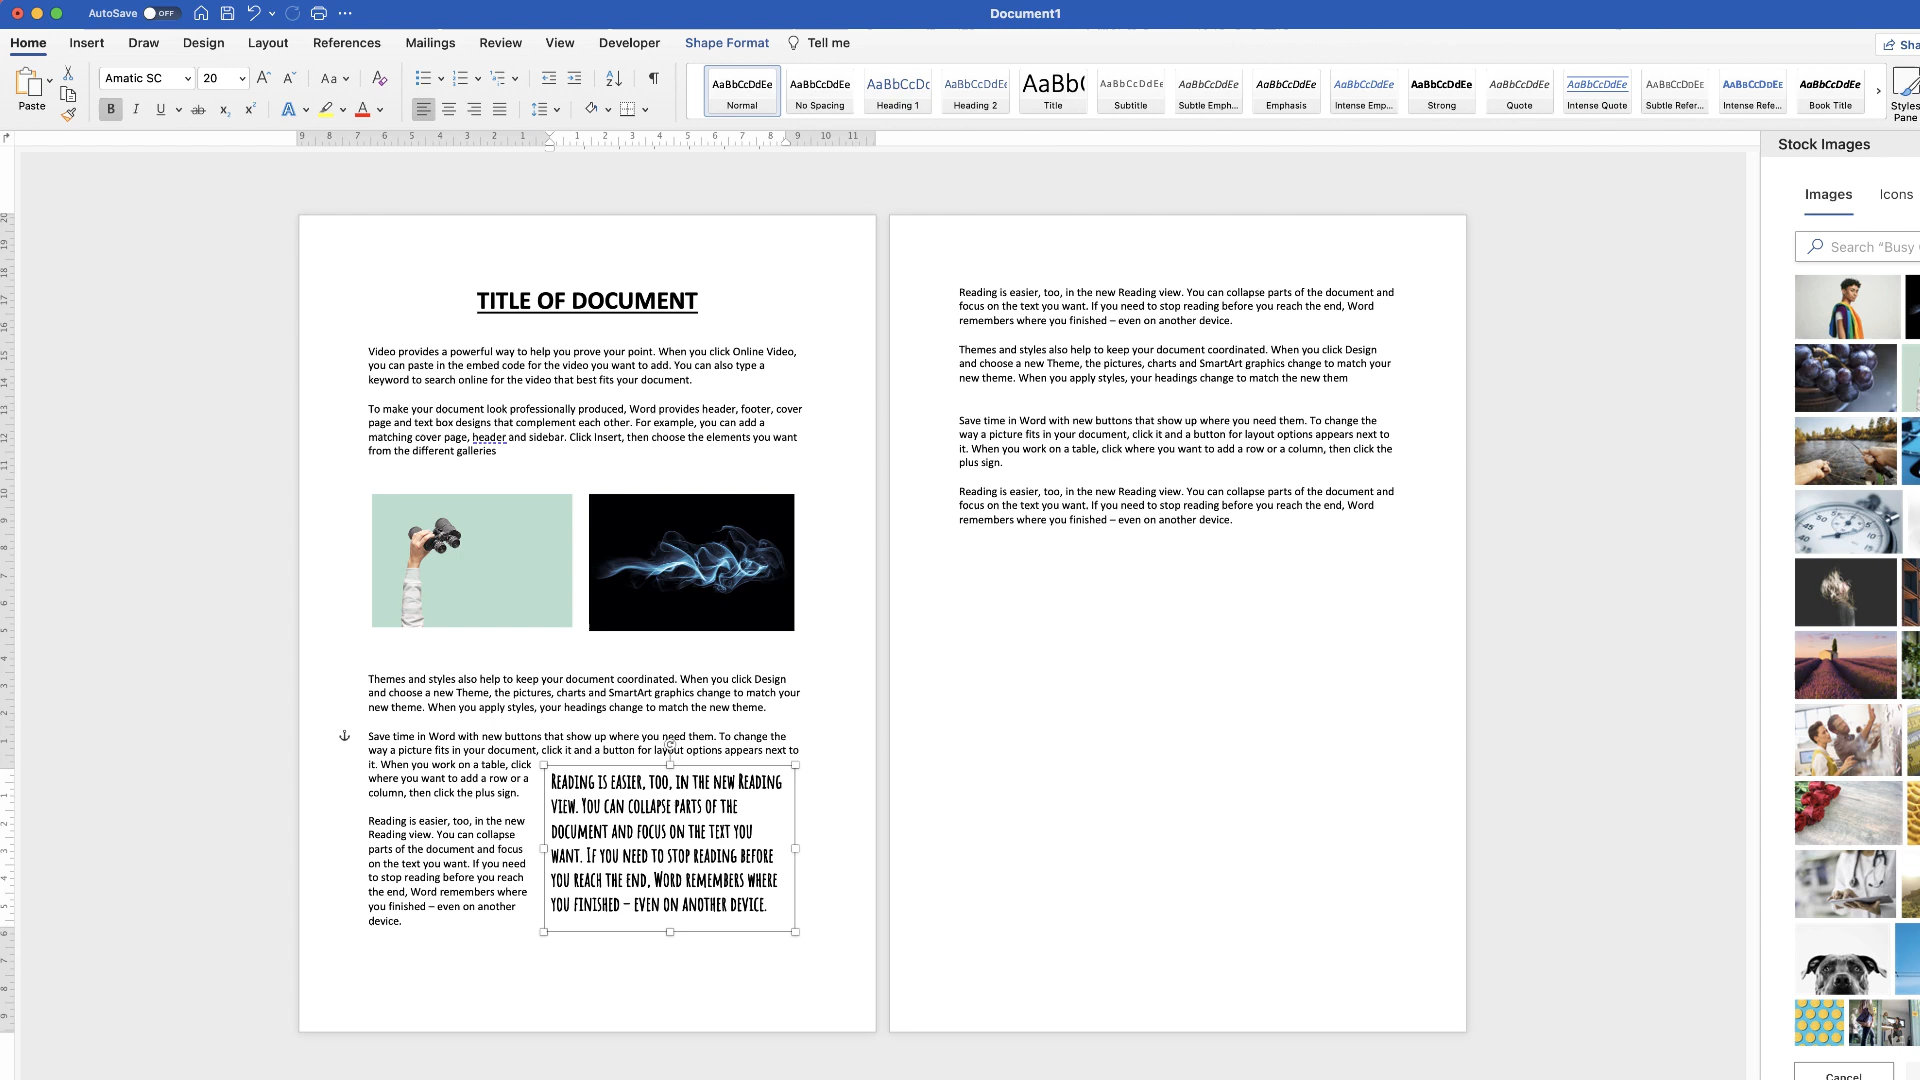 AutoSave OFF
Document1
Home Insert Draw Design Layout References Mailings Review View Developer Shape Format Tell me
Paste
Amatic SC 20
AaBbCcDdEe AaBbCcDdEe AaBbCcDc AaBbCcDdEe AaBb( AaBbCcDdEe AaBbCcDdEe AaBbCcDdEe AaBbCcDdEe AaBbCcDdEe AaBbCcDdEe AaBbCcDdEe AaBbCcDdEe AaBbCcDdEe AaBbCcDdEe
Normal No Spacing Heading 1 Heading 2 Title Subtitle Subtle Emph... Emphasis Intense Emp... Strong Quote Intense Quote Subtle Refer... Intense Refe... Book Title
Styles
Pane
9 8 7 6 5 4 3 2 1 1 2 3 4 5 6 7 8 9 10 11
TITLE OF DOCUMENT
Video provides a powerful way to help you prove your point. When you click Online Video,
you can paste in the embed code for the video you want to add. You can also type a
keyword to search online for the video that best fits your document.
To make your document look professionally produced, Word provides header, footer, cover
page and text box designs that complement each other. For example, you can add a
matching cover page, header and sidebar. Click Insert, then choose the elements you want
from the different galleries
Themes and styles also help to keep your document coordinated. When you click Design
and choose a new Theme, the pictures, charts and SmartArt graphics change to match your
new theme. When you apply styles, your headings change to match the new theme.
Save time in Word with new buttons that show up where you need them. To change the
way a picture fits in your document, click it and a button for layout options appears next to
it. When you work on a table, click
where you want to add a row or a
column, then click the plus sign.
Reading is easier, too, in the new
Reading view. You can collapse
parts of the document and focus
on the text you want. If you need
to stop reading before you reach
the end, Word remembers where
you finished – even on another
device.
Reading is easier, too, in the new Reading
view. You can collapse parts of the
document and focus on the text you
want. If you need to stop reading before
you reach the end, Word remembers where
you finished – even on another device.
Reading is easier, too, in the new Reading view. You can collapse parts of the document and
focus on the text you want. If you need to stop reading before you reach the end, Word
remembers where you finished – even on another device.
Themes and styles also help to keep your document coordinated. When you click Design
and choose a new Theme, the pictures, charts and SmartArt graphics change to match your
new theme. When you apply styles, your headings change to match the new them
Save time in Word with new buttons that show up where you need them. To change the
way a picture fits in your document, click it and a button for layout options appears next to
it. When you work on a table, click where you want to add a row or a column, then click the
plus sign.
Reading is easier, too, in the new Reading view. You can collapse parts of the document and
focus on the text you want. If you need to stop reading before you reach the end, Word
remembers where you finished – even on another device.
Stock Images
Images Icons
Search “Busy
Cancel